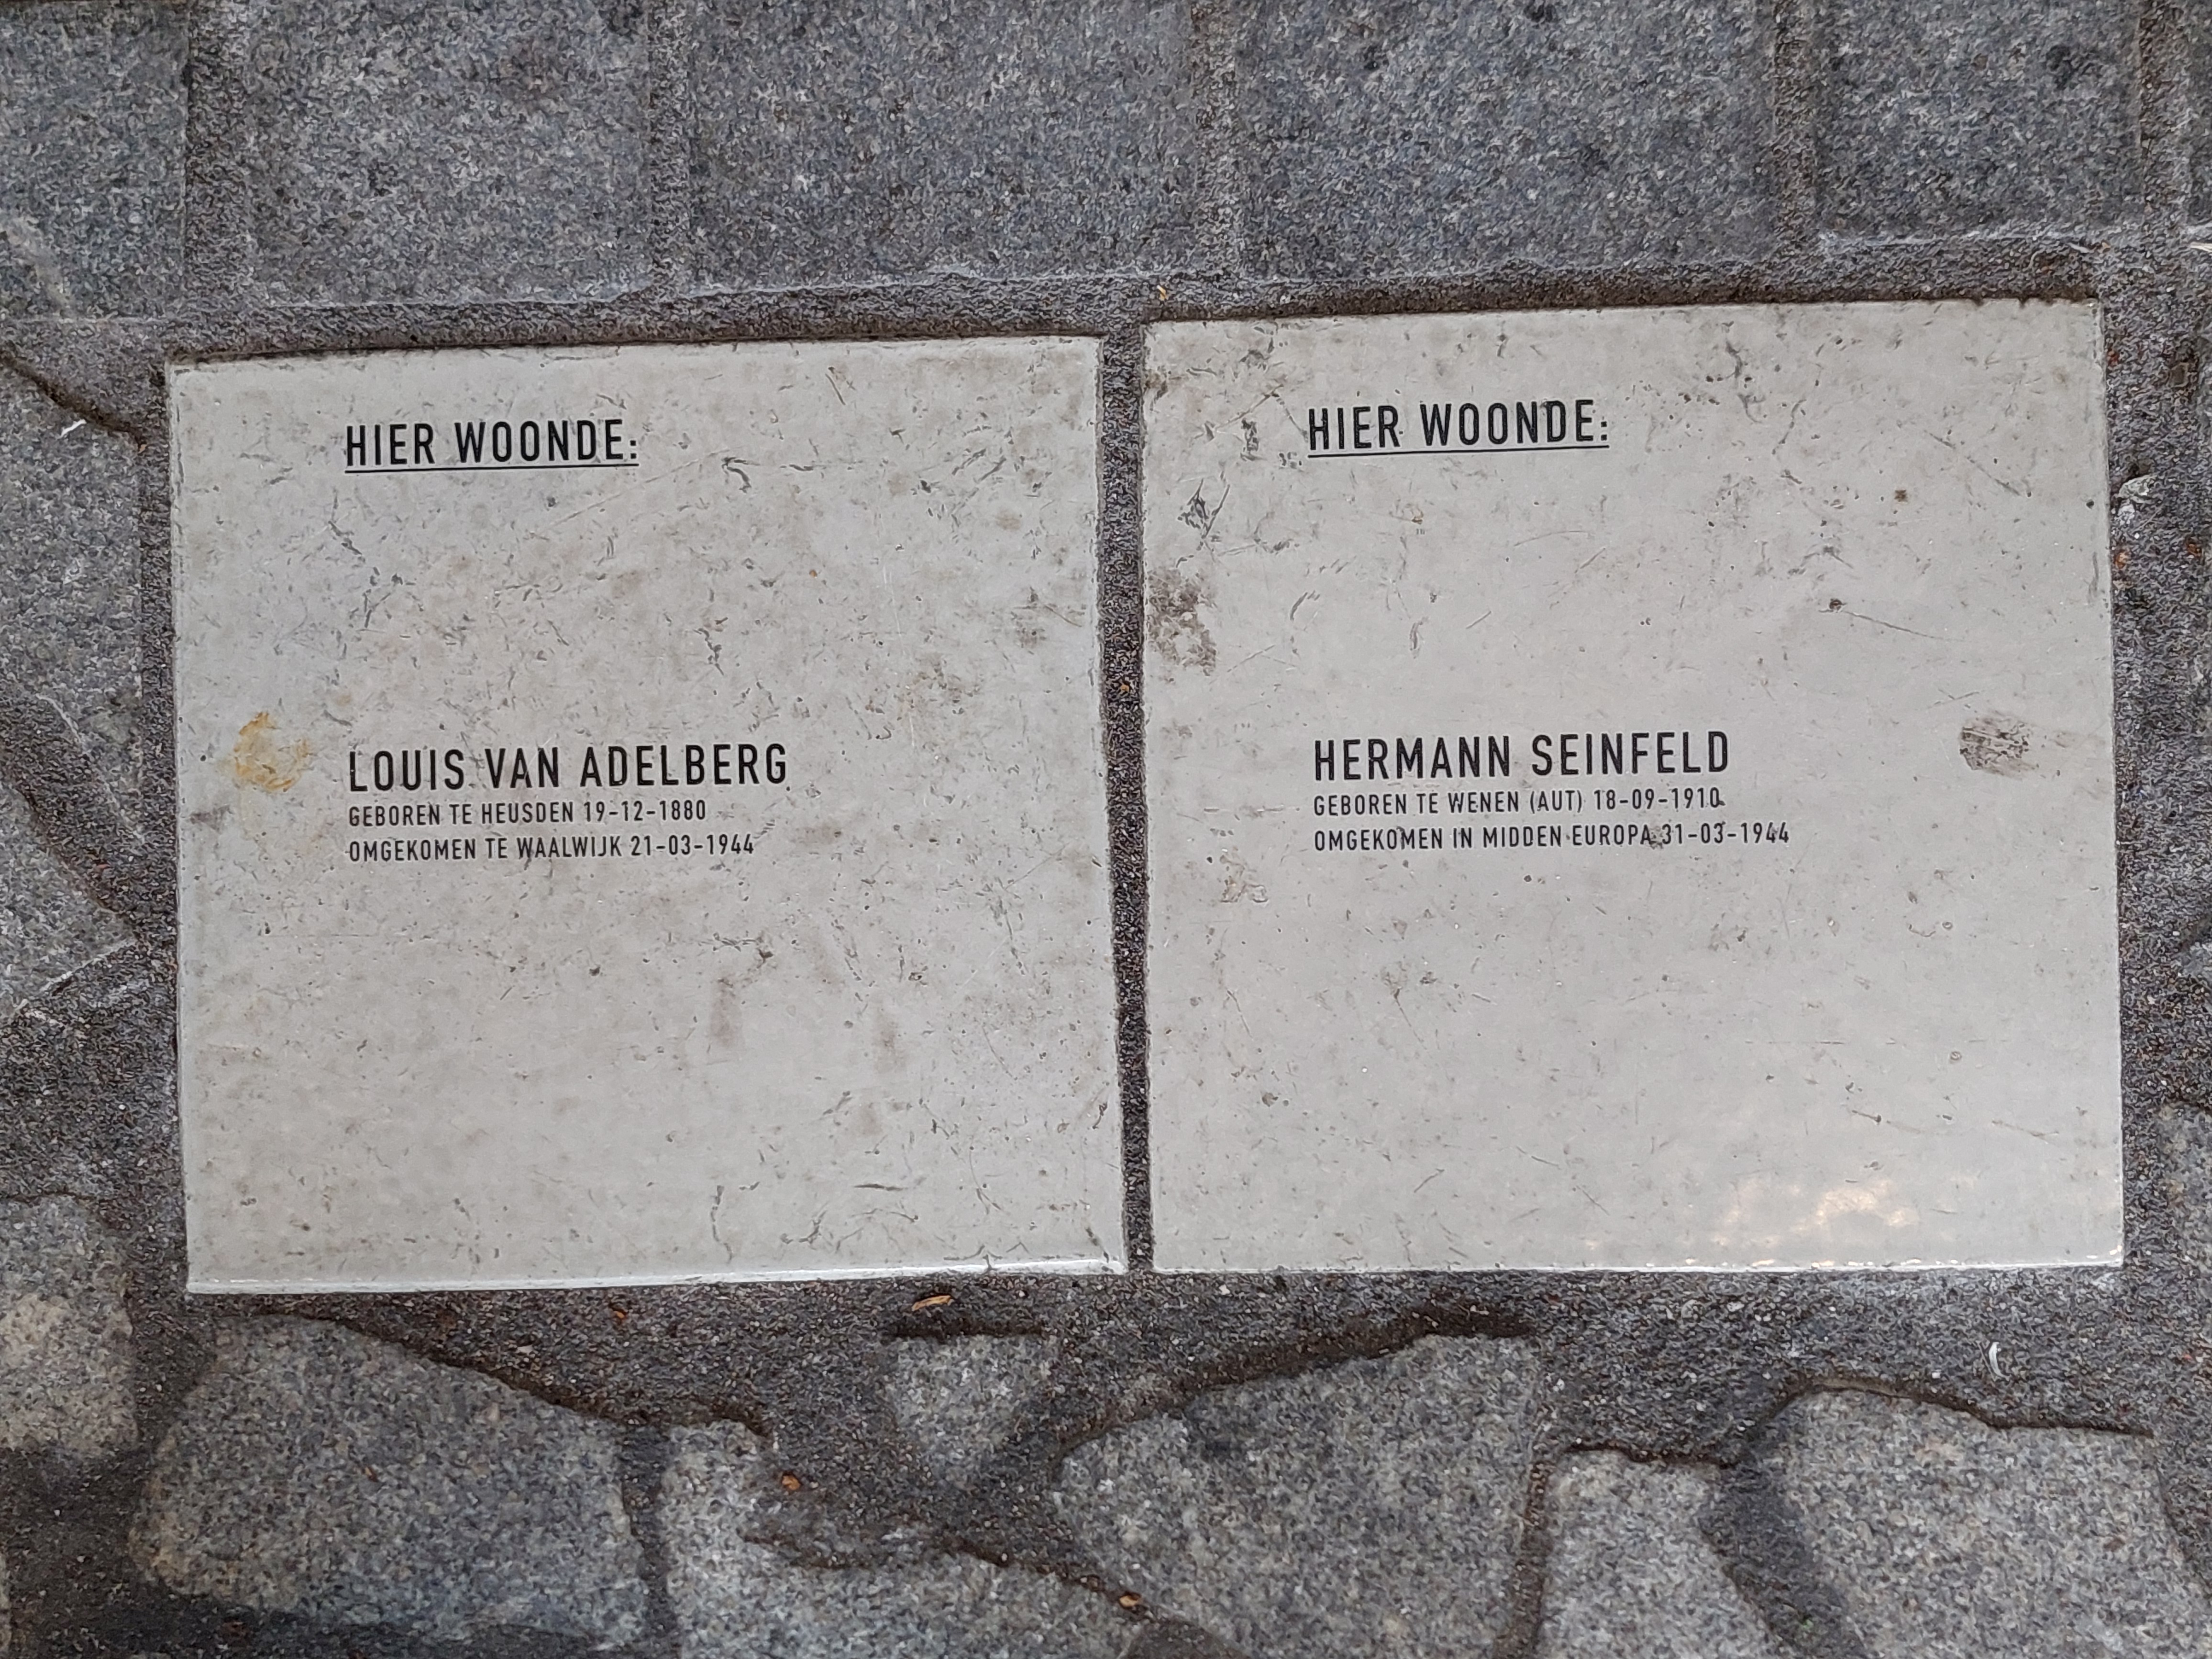 HIER WOONDE:
LOUIS VAN ADELBERG
GEBOREN TE HEUSDEN 19-12-1880
OMGEKOMEN TE WAALWIJK 21-03-1944
HIER WOONDE:
HERMANN SEINFELD
GEBOREN TE WENEN (AUT) 18-09-1910
OMGEKOMEN IN MIDDEN EUROPA 31-03-1944